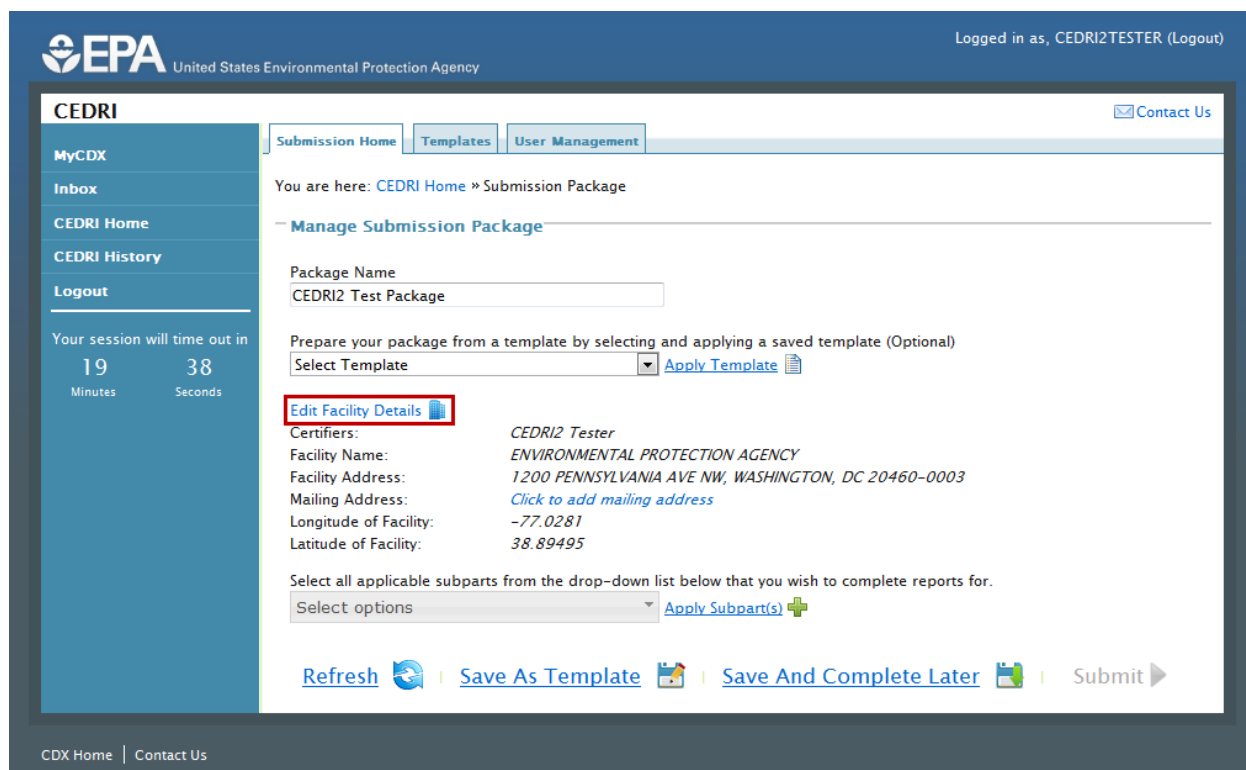 Logged in as, CEDRI2TESTER (Logout)
EPA United States Environmental Protection Agency
CEDRI
Contact Us
MyCDX
Inbox
CEDRI Home
CEDRI History
Logout
Your session will time out in
19 38
Minutes Seconds
Submission Home Templates User Management
You are here: CEDRI Home » Submission Package
Manage Submission Package
Package Name
CEDRI2 Test Package
Prepare your package from a template by selecting and applying a saved template (Optional)
Select Template Apply Template
Edit Facility Details
Certifiers: CEDRI2 Tester
Facility Name: ENVIRONMENTAL PROTECTION AGENCY
Facility Address: 1200 PENNSYLVANIA AVE NW, WASHINGTON, DC 20460-0003
Mailing Address: Click to add mailing address
Longitude of Facility: -77.0281
Latitude of Facility: 38.89495
Select all applicable subparts from the drop-down list below that you wish to complete reports for.
Select options Apply Subpart(s)
Refresh Save As Template Save And Complete Later Submit
CDX Home | Contact Us